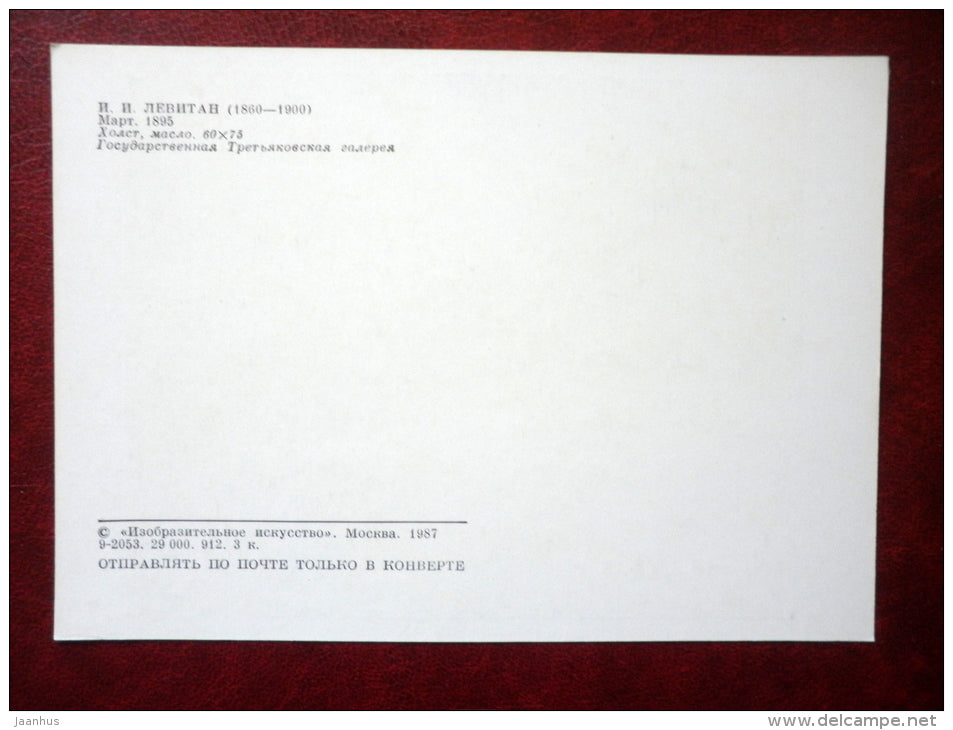 И. И. ЛЕВИТАН (1860—1900)
Март. 1895
Холст, масло. 60×75
Государственная Третьяковская галерея
© «Изобразительное искусство». Москва. 1987
9-2053. 29 000. 912. 3 к.
ОТПРАВЛЯТЬ ПО ПОЧТЕ ТОЛЬКО В КОНВЕРТЕ
jaanhus
www.delcampe.net